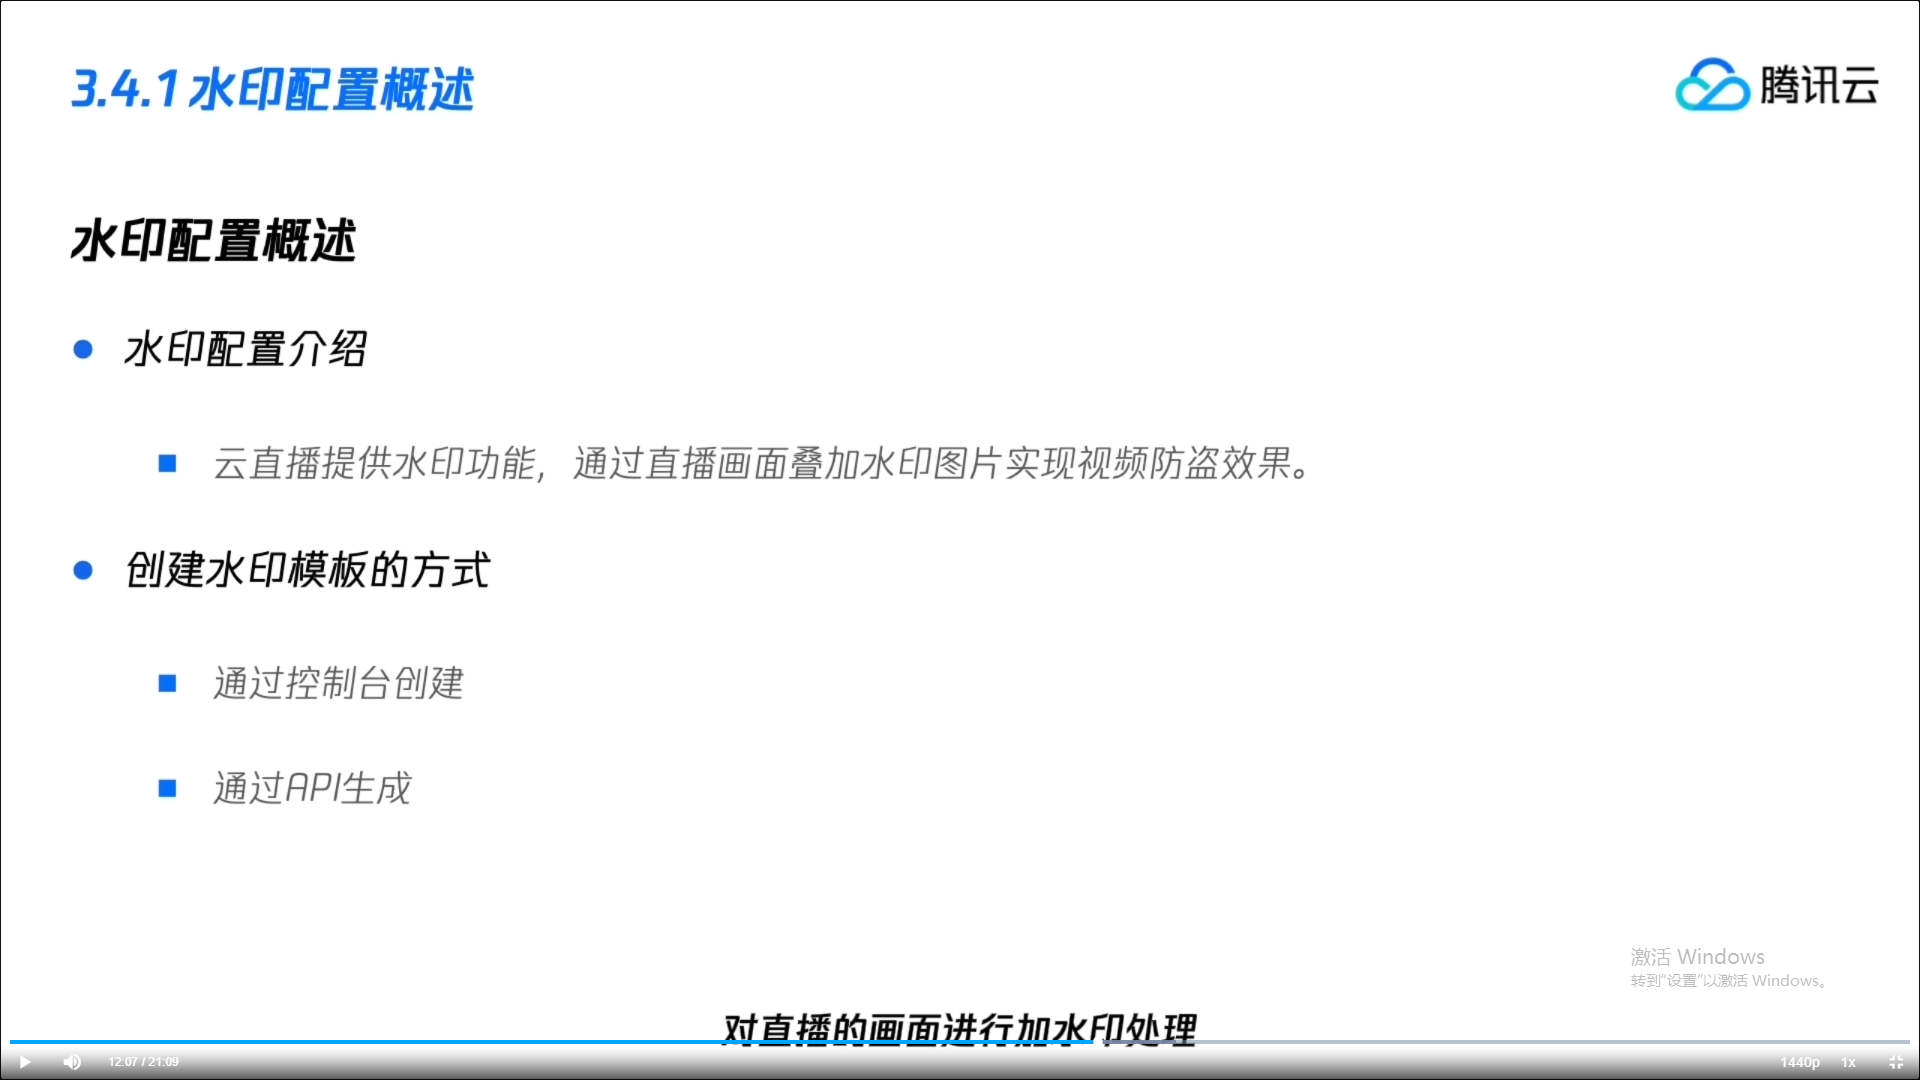 3.4.1 水印配置概述
腾讯云
水印配置概述
水印配置介绍
云直播提供水印功能，通过直播画面叠加水印图片实现视频防盗效果。
创建水印模板的方式
通过控制台创建
通过API生成
激活 Windows
转到“设置”以激活 Windows。
对直播的画面进行加水印处理
12:07 / 21:09
1440p 1x